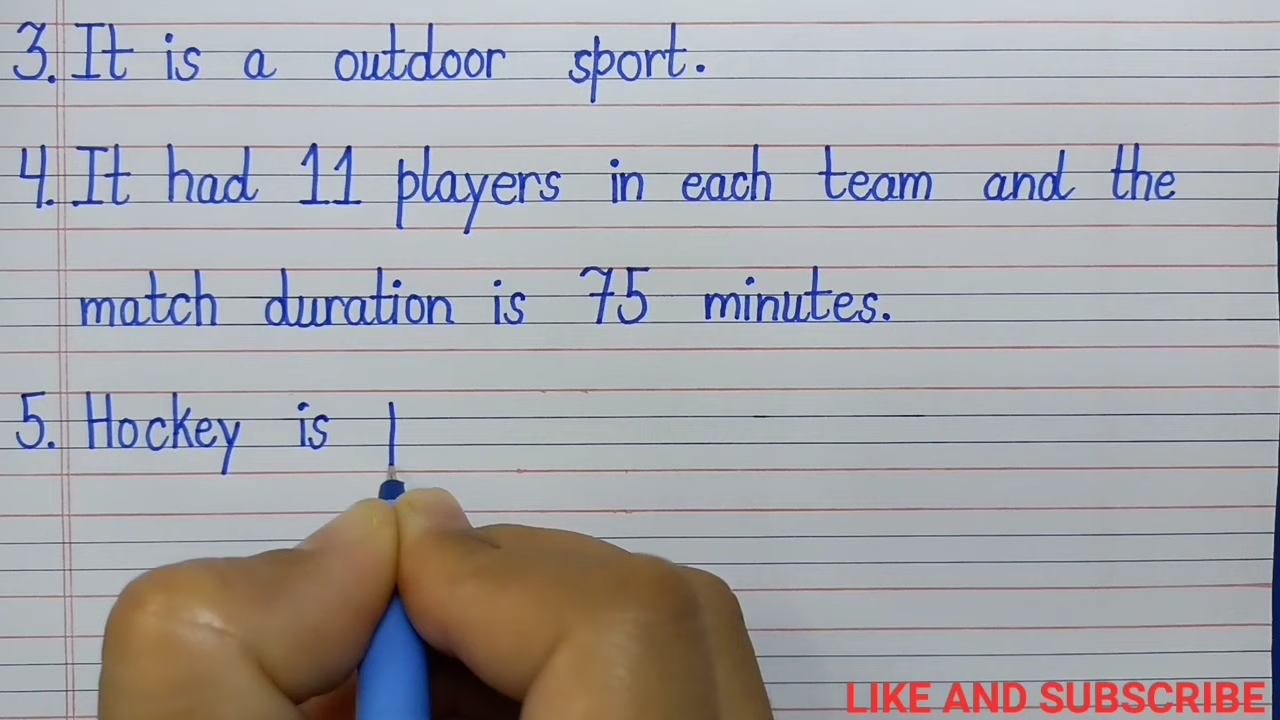 3. It is a outdoor sport.
4. It had 11 players in each team and the
match duration is 75 minutes.
5. Hockey is
LIKE AND SUBSCRIBE